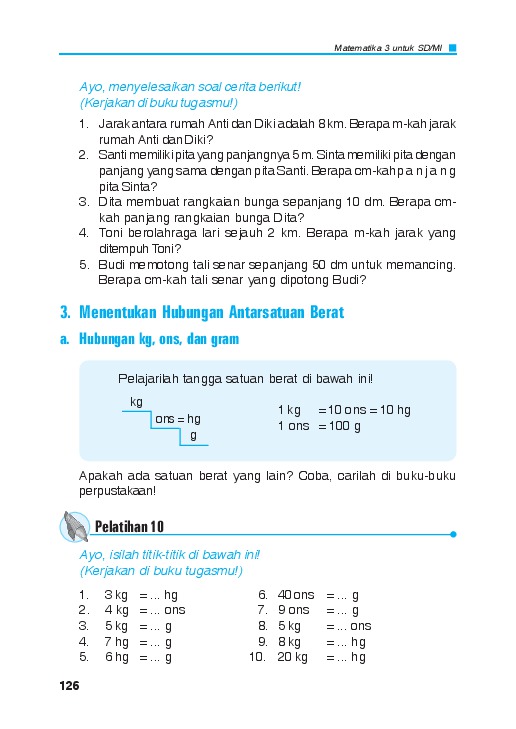 Matematika 3 untuk SD/MI
Ayo, menyelesaikan soal cerita berikut!
(Kerjakan di buku tugasmu!)
1. Jarak antara rumah Anti dan Diki adalah 8 km. Berapa m-kah jarak
rumah Anti dan Diki?
2. Santi memiliki pita yang panjangnya 5 m. Sinta memiliki pita dengan
panjang yang sama dengan pita Santi. Berapa cm-kah p a n j a n g
pita Sinta?
3. Dita membuat rangkaian bunga sepanjang 10 dm. Berapa cm-
kah panjang rangkaian bunga Dita?
4. Toni berolahraga lari sejauh 2 km. Berapa m-kah jarak yang
ditempuh Toni?
5. Budi memotong tali senar sepanjang 50 dm untuk memancing.
Berapa cm-kah tali senar yang dipotong Budi?
3. Menentukan Hubungan Antarsatuan Berat
a. Hubungan kg, ons, dan gram
Pelajarilah tangga satuan berat di bawah ini!
kg
ons = hg
g
1 kg = 10 ons = 10 hg
1 ons = 100 g
Apakah ada satuan berat yang lain? Coba, carilah di buku-buku
perpustakaan!
Pelatihan 10
Ayo, isilah titik-titik di bawah ini!
(Kerjakan di buku tugasmu!)
1. 3 kg = ... hg
2. 4 kg = ... ons
3. 5 kg = ... g
4. 7 hg = ... g
5. 6 hg = ... g
6. 40 ons = ... g
7. 9 ons = ... g
8. 5 kg = ... ons
9. 8 kg = ... hg
10. 20 kg = ... hg
126